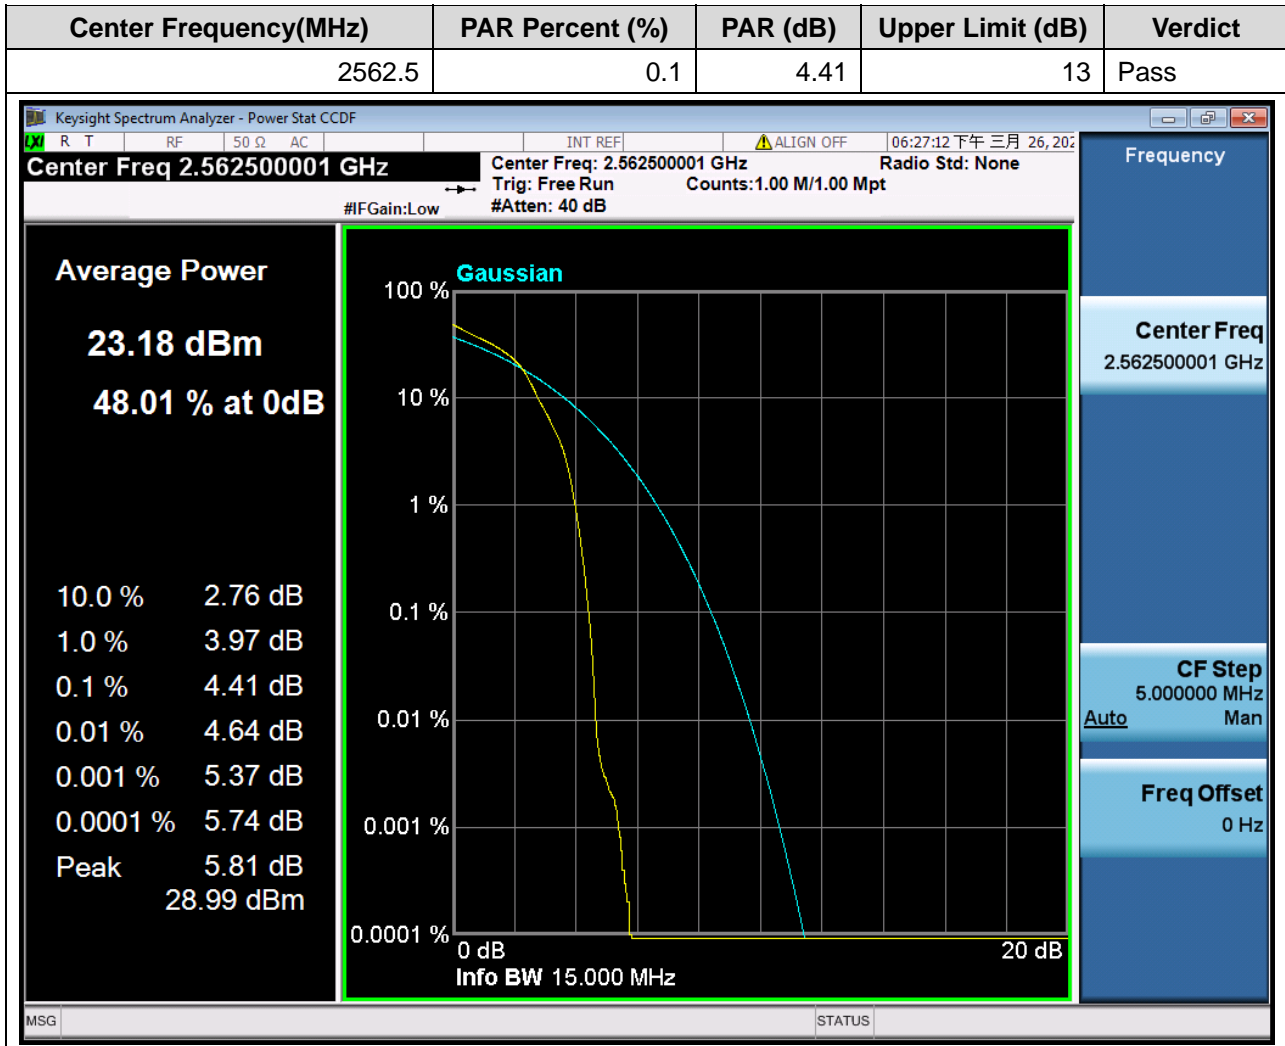 Center Frequency(MHz) PAR Percent (%) PAR (dB) Upper Limit (dB) Verdict
2562.5 0.1 4.41 13 Pass
Keysight Spectrum Analyzer - Power Stat CCDF
LXI R T RF 50 Ω AC INT REF ALIGN OFF 06:27:12 下午 三月 26, 202
Center Freq 2.562500001 GHz
Center Freq: 2.562500001 GHz Radio Std: None
Trig: Free Run Counts:1.00 M/1.00 Mpt
#IFGain:Low #Atten: 40 dB
Average Power
23.18 dBm
48.01 % at 0dB
10.0 % 2.76 dB
1.0 % 3.97 dB
0.1 % 4.41 dB
0.01 % 4.64 dB
0.001 % 5.37 dB
0.0001 % 5.74 dB
Peak 5.81 dB
28.99 dBm
Gaussian
100 %
10 %
1 %
0.1 %
0.01 %
0.001 %
0.0001 %
0 dB 20 dB
Info BW 15.000 MHz
Frequency
Center Freq
2.562500001 GHz
CF Step
5.000000 MHz
Auto Man
Freq Offset
0 Hz
MSG STATUS